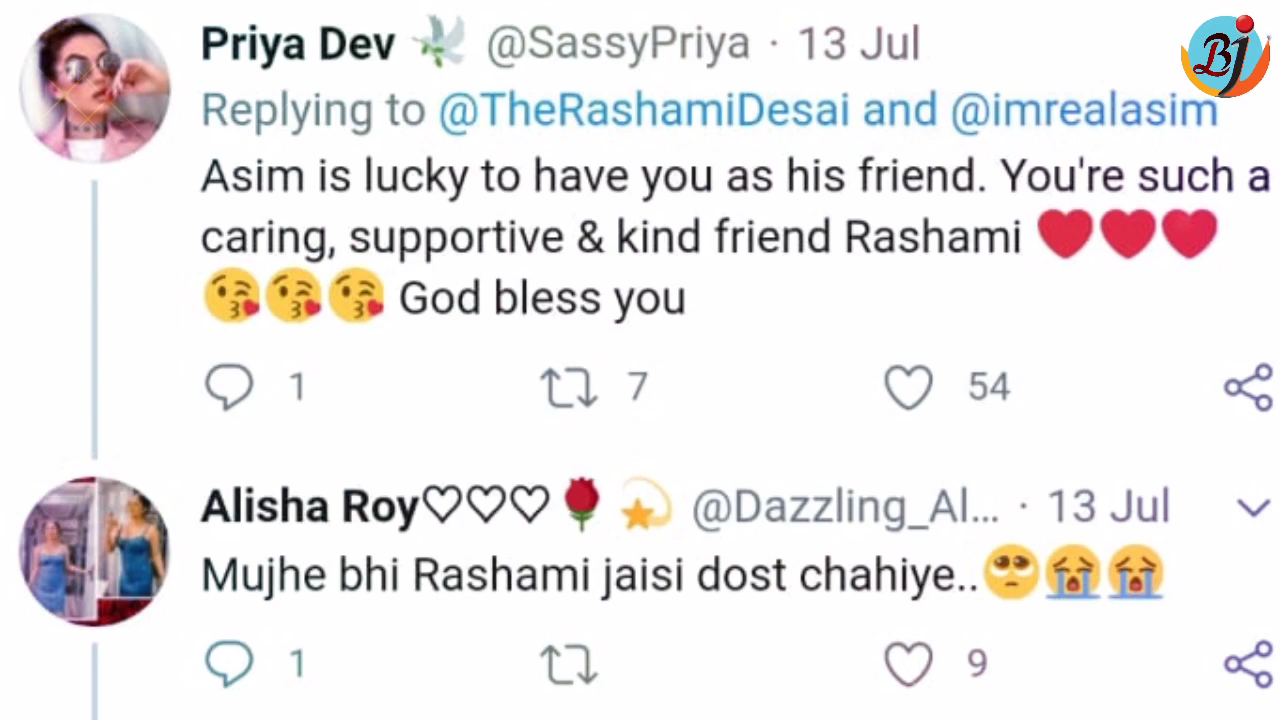 Priya Dev 🕊 @SassyPriya · 13 Jul
Bj
Replying to @TheRashamiDesai and @imrealasim
Asim is lucky to have you as his friend. You're such a
caring, supportive & kind friend Rashami ❤❤❤
😘😘😘 God bless you
1 7 54
Alisha Roy♡♡♡🌹 💫 @Dazzling_Al... · 13 Jul
Mujhe bhi Rashami jaisi dost chahiye..🥺😭😭
1 9